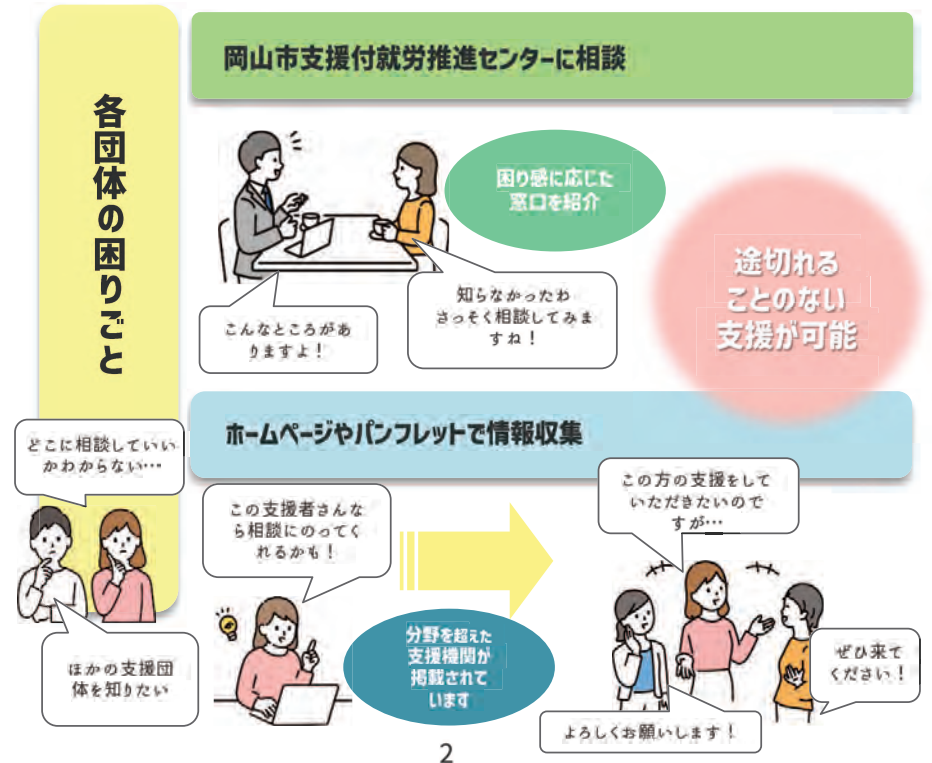 各団体の困りごと
どこに相談していい
かわからない…
ほかの支援団
体を知りたい
岡山市支援付就労推進センターに相談
困り感に応じた
窓口を紹介
こんなところがあ
りますよ！
知らなかったわ
さっそく相談してみま
すね！
途切れる
ことのない
支援が可能
ホームページやパンフレットで情報収集
この支援者さんな
ら相談にのってく
れるかも！
分野を超えた
支援機関が
掲載されて
います
この方の支援をして
いただきたいので
すが…
ぜひ来て
ください！
よろしくお願いします！
2